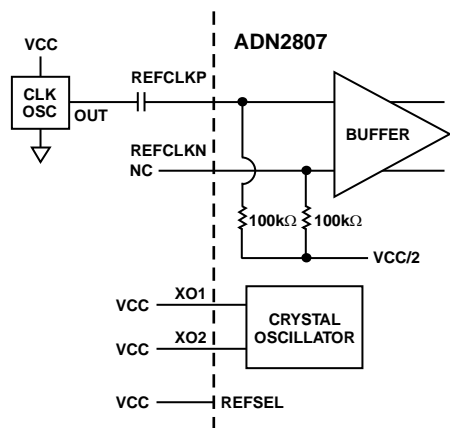 ADN2807
VCC
REFCLKP
CLK
OSC
OUT
BUFFER
REFCLKN
NC
100kΩ 100kΩ
VCC/2
VCC XO1
CRYSTAL
OSCILLATOR
VCC XO2
VCC REFSEL